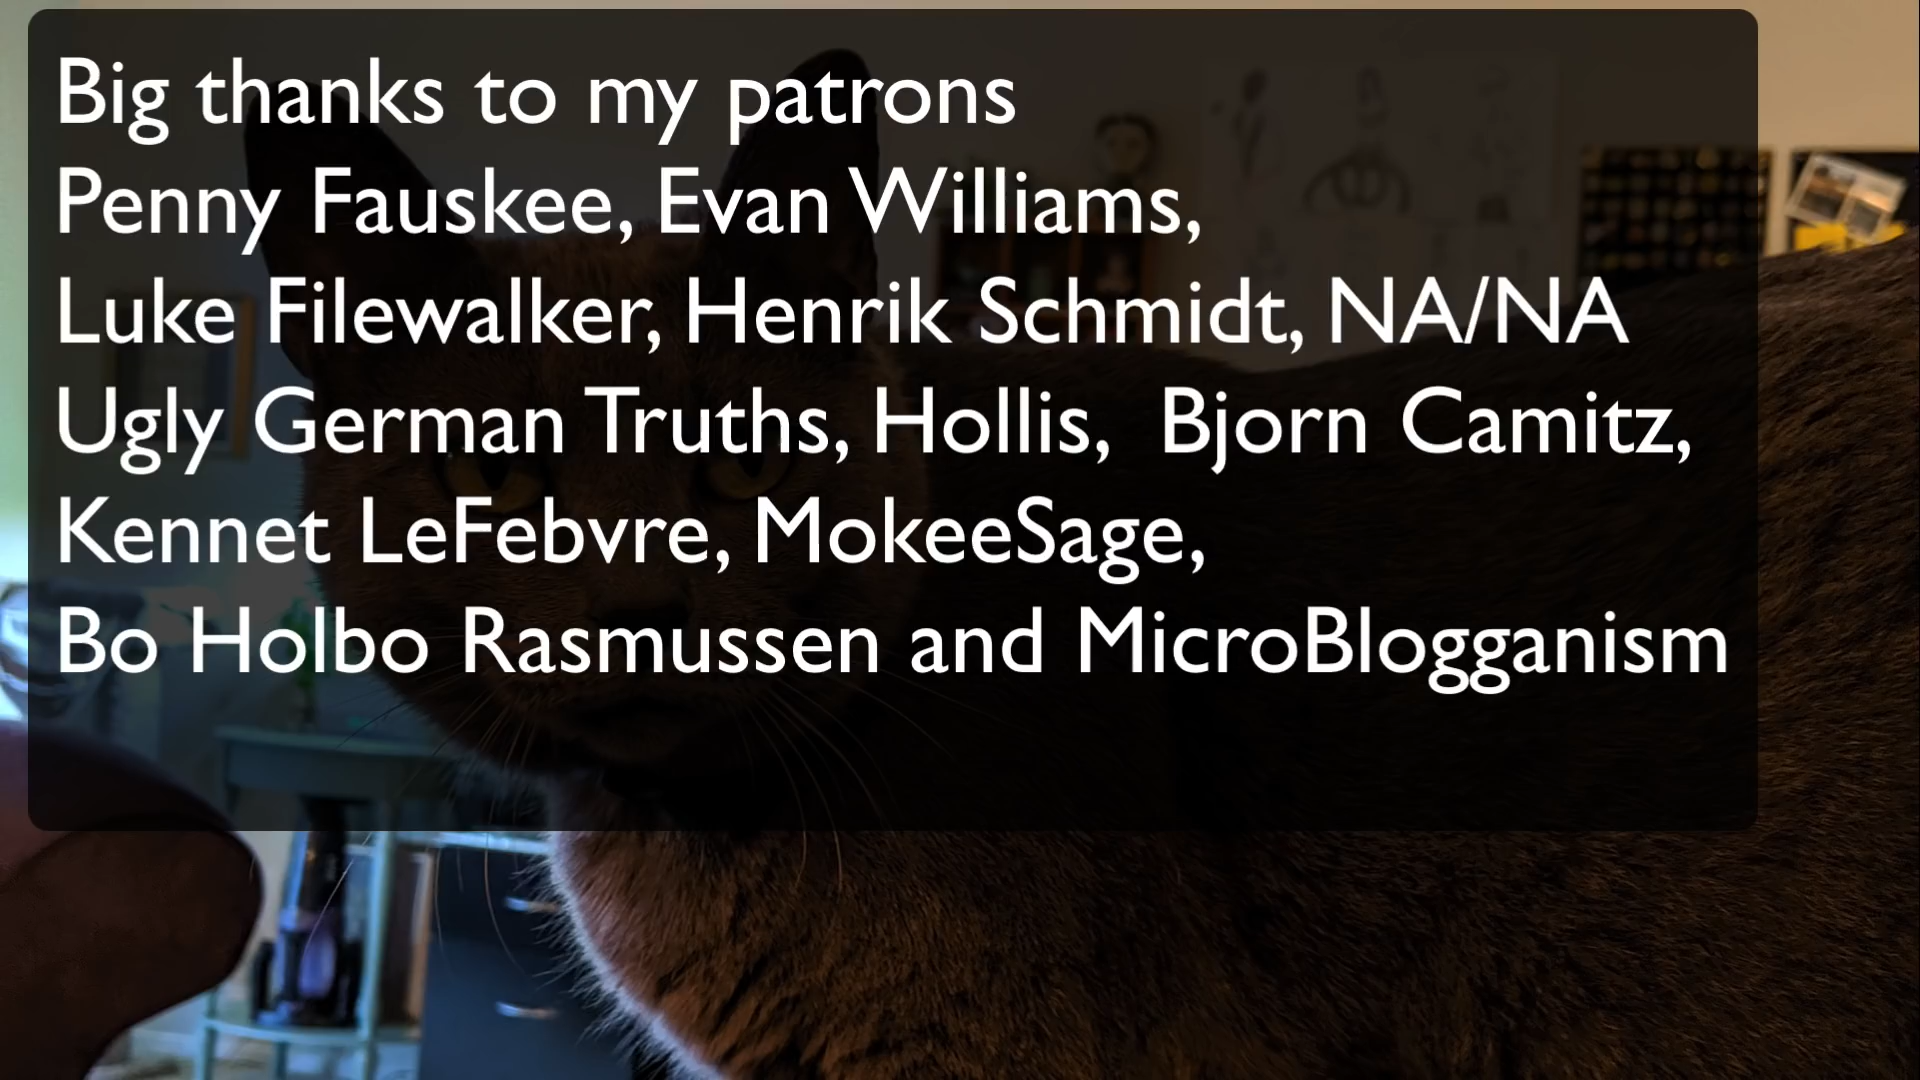 Big thanks to my patrons
Penny Fauskee, Evan Williams,
Luke Filewalker, Henrik Schmidt, NA/NA
Ugly German Truths, Hollis,  Bjorn Camitz,
Kennet LeFebvre, MokeeSage,
Bo Holbo Rasmussen and MicroBlogganism